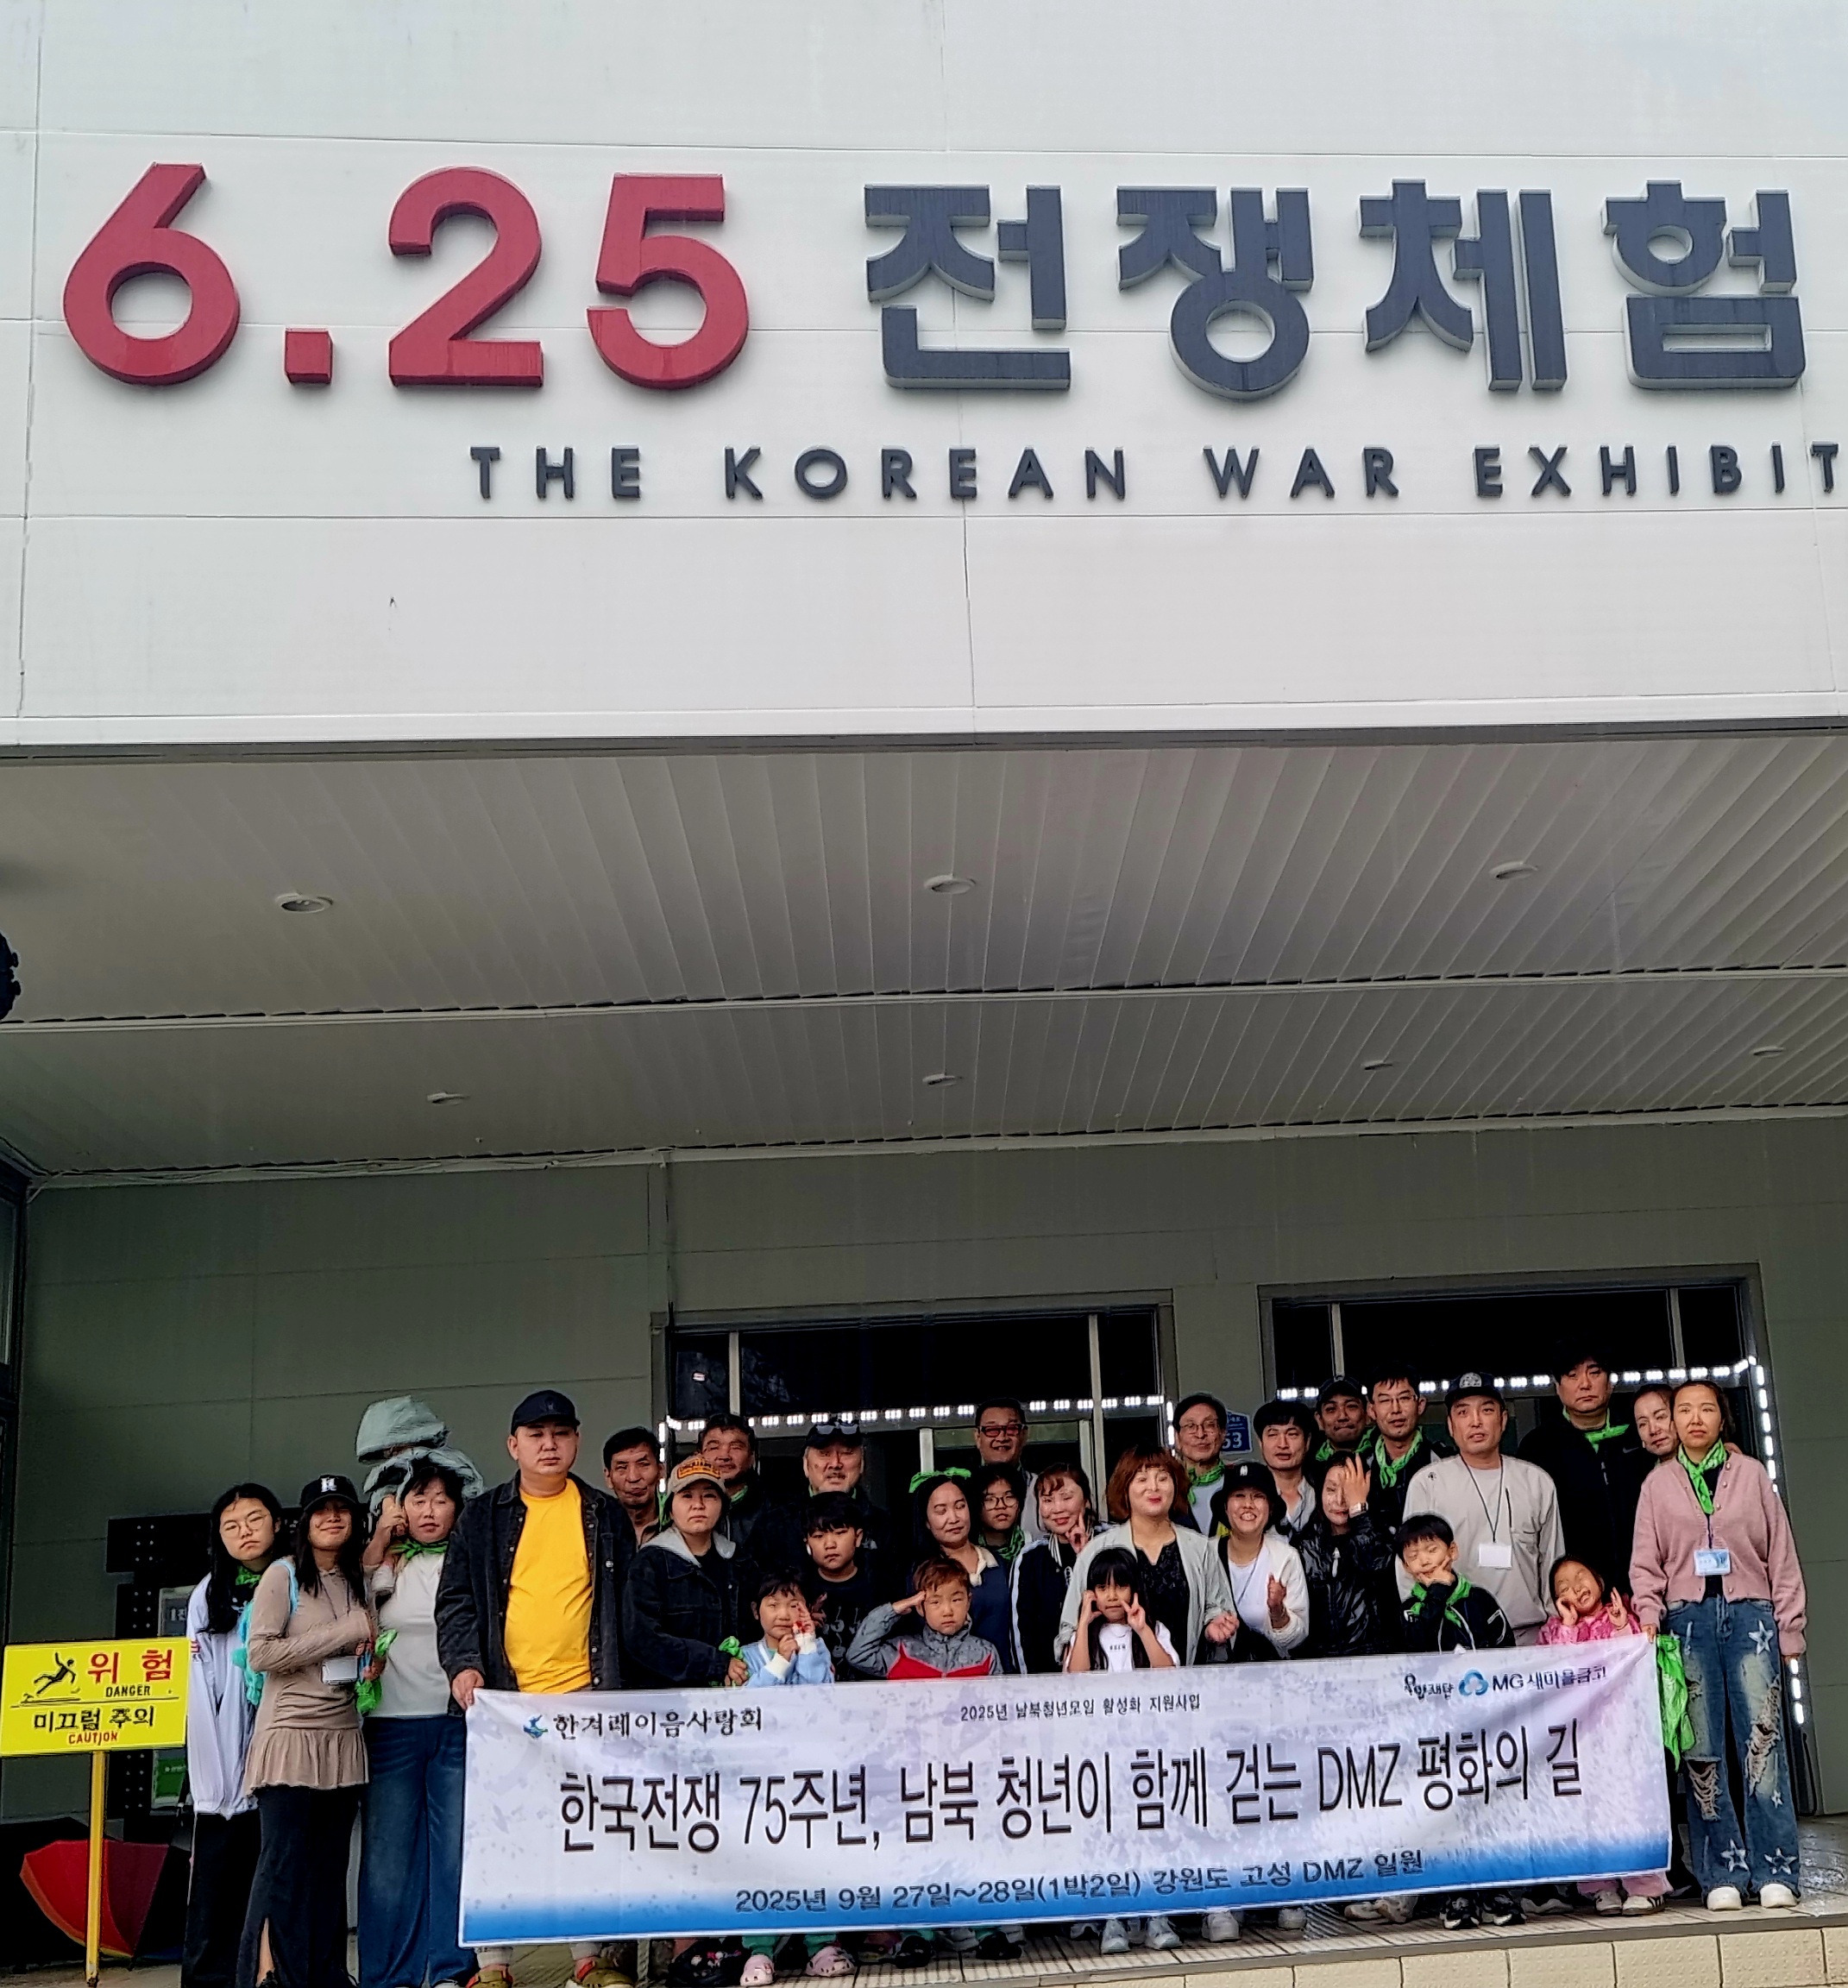 6.25 전쟁체험
THE KOREAN WAR EXHIBIT
53
위험
DANGER
미끄럼 주의
CAUTION
한겨레이음사랑회
2025년 남북청년모임 활성화 지원사업
MG새마을금고
한국전쟁 75주년, 남북 청년이 함께 걷는 DMZ 평화의 길
2025년 9월 27일~28일(1박2일) 강원도 고성 DMZ 일원